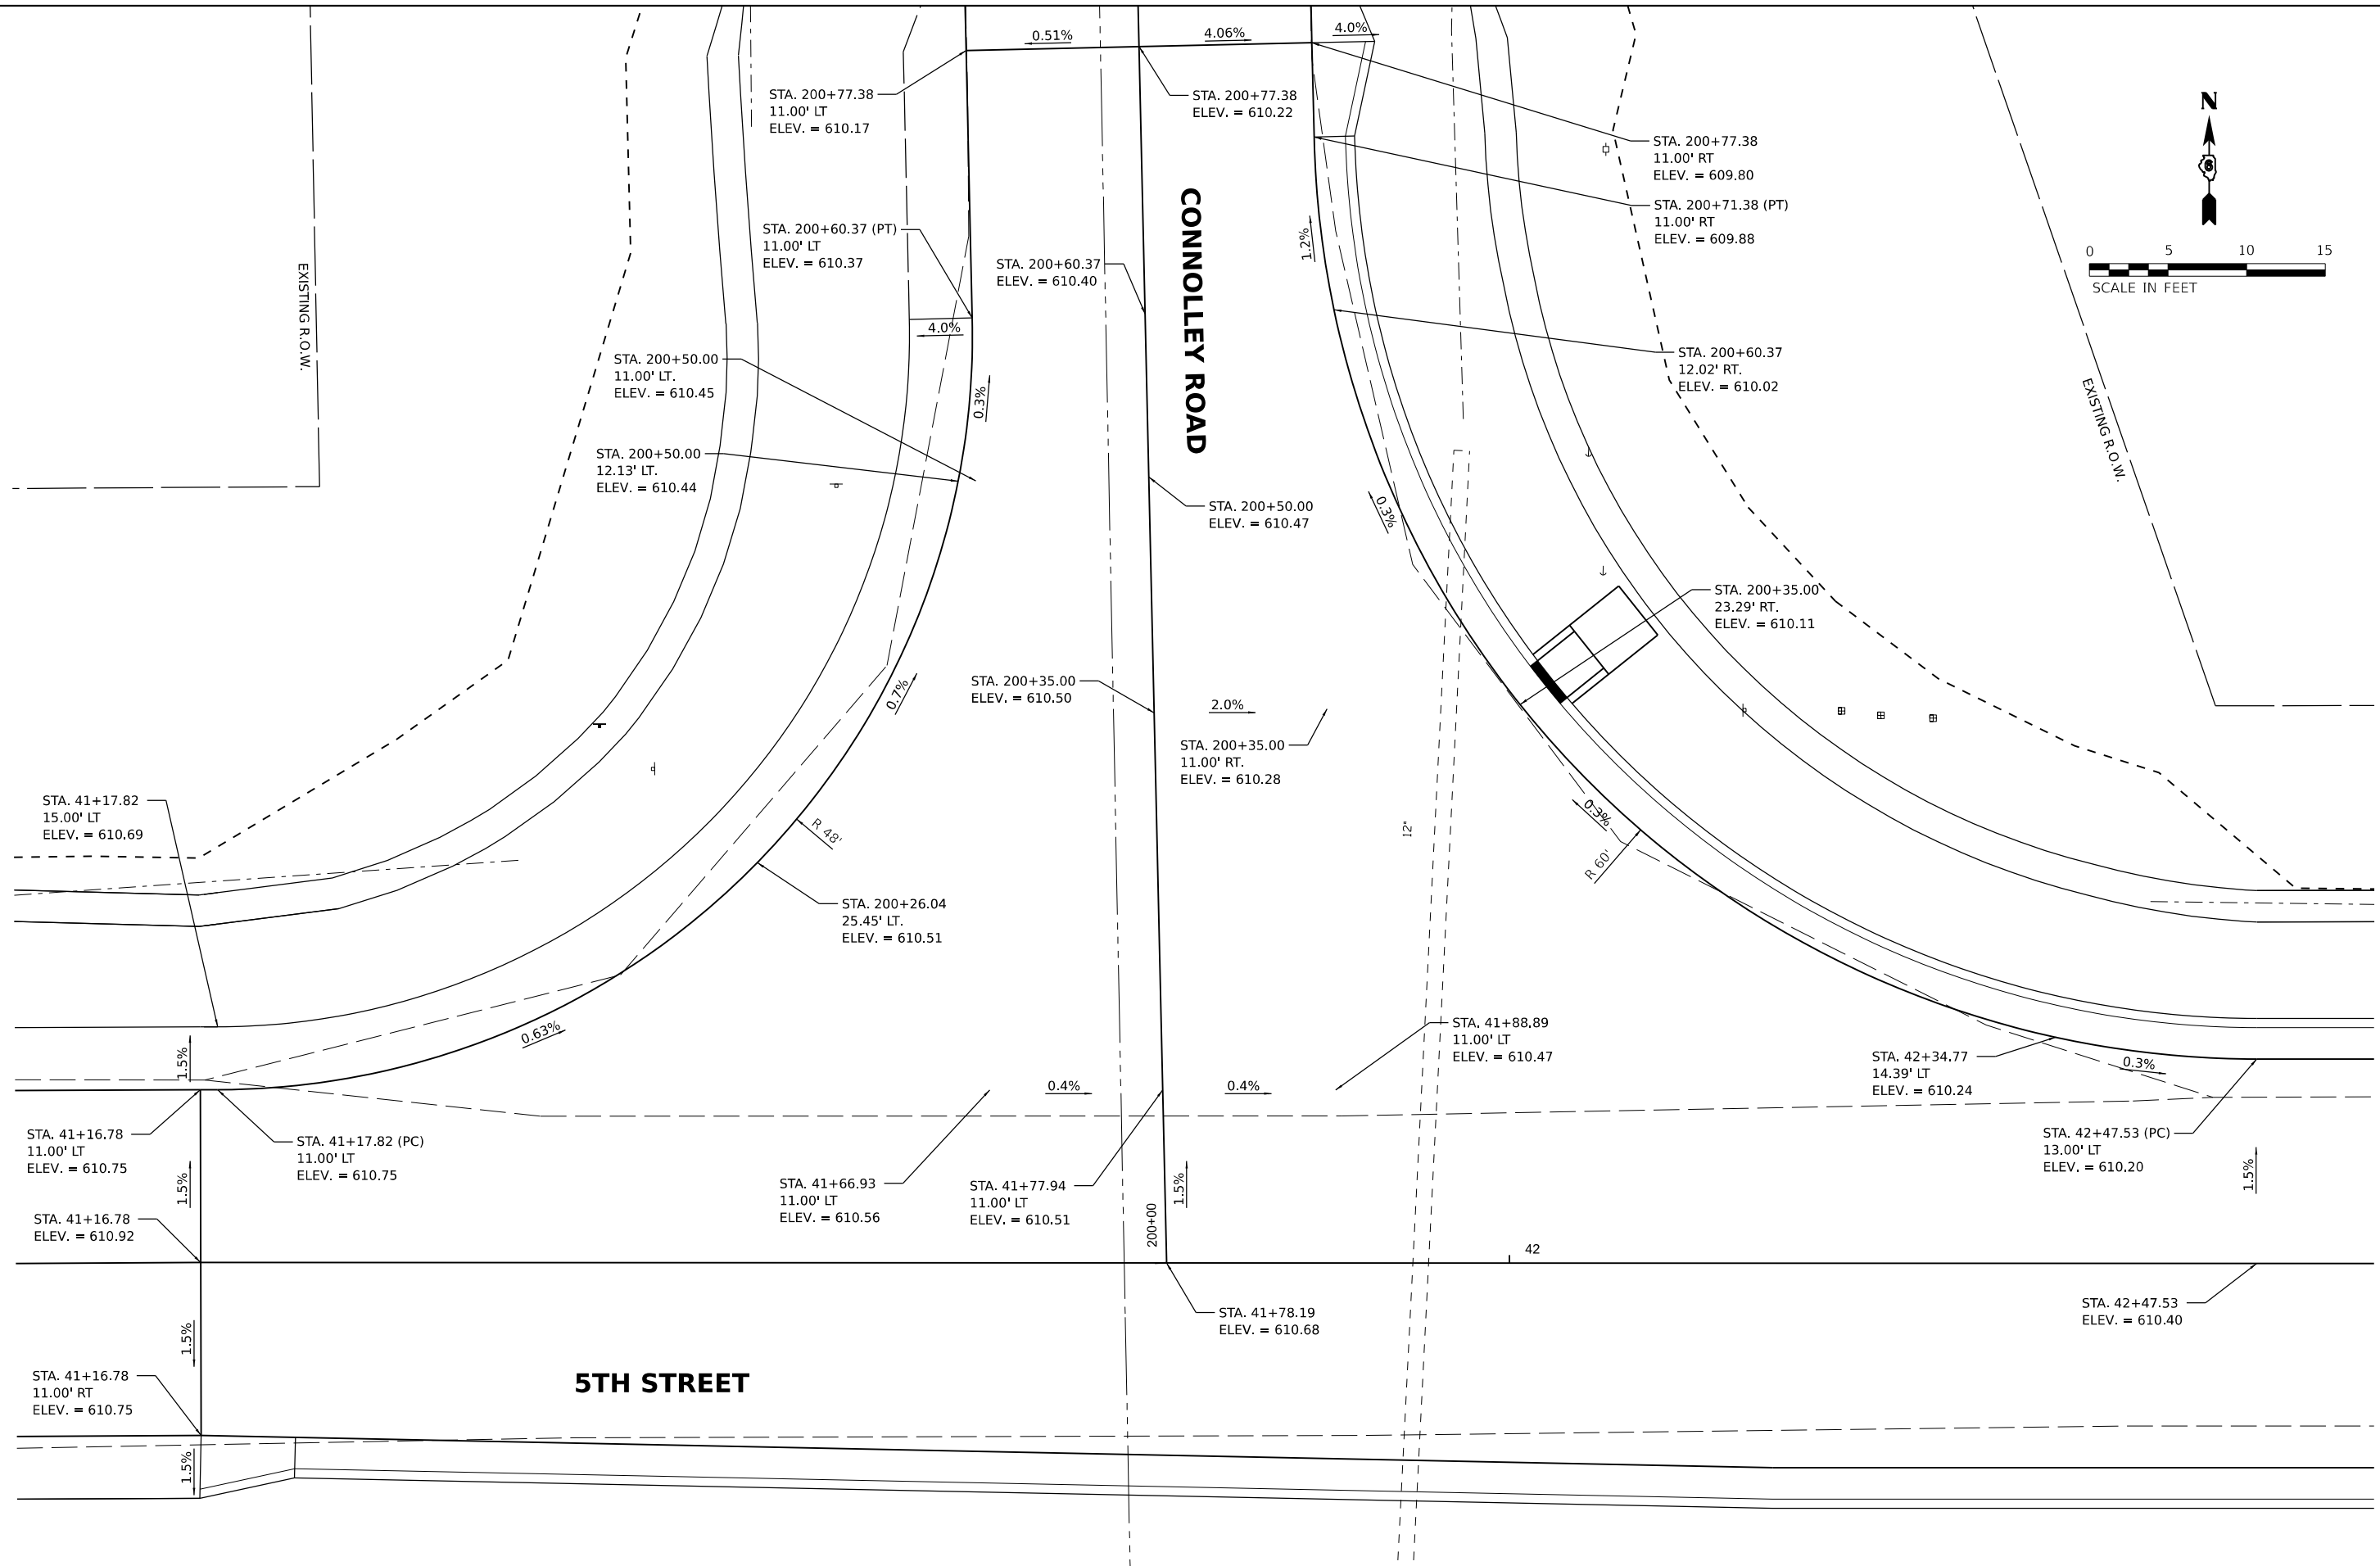 0.51%
4.06%
4.0%
STA. 200+77.38
11.00' LT
ELEV. = 610.17
STA. 200+77.38
ELEV. = 610.22
N
6
STA. 200+77.38
11.00' RT
ELEV. = 609.80
STA. 200+71.38 (PT)
11.00' RT
ELEV. = 609.88
0 5 10 15
SCALE IN FEET
STA. 200+60.37 (PT)
11.00' LT
ELEV. = 610.37
STA. 200+60.37
ELEV. = 610.40
CONNOLLEY ROAD
1.2%
EXISTING R.O.W.
4.0%
STA. 200+50.00
11.00' LT.
ELEV. = 610.45
0.3%
STA. 200+60.37
12.02' RT.
ELEV. = 610.02
EXISTING R.O.W.
STA. 200+50.00
12.13' LT.
ELEV. = 610.44
STA. 200+50.00
ELEV. = 610.47
0.3%
STA. 200+35.00
23.29' RT.
ELEV. = 610.11
STA. 200+35.00
ELEV. = 610.50
0.7%
2.0%
STA. 200+35.00
11.00' RT.
ELEV. = 610.28
STA. 41+17.82
15.00' LT
ELEV. = 610.69
R 48'
12"
0.3%
R 60'
STA. 200+26.04
25.45' LT.
ELEV. = 610.51
0.63%
STA. 41+88.89
11.00' LT
ELEV. = 610.47
1.5%
STA. 42+34.77
14.39' LT
ELEV. = 610.24
0.3%
0.4%
0.4%
STA. 41+16.78
11.00' LT
ELEV. = 610.75
STA. 41+17.82 (PC)
11.00' LT
ELEV. = 610.75
STA. 42+47.53 (PC)
13.00' LT
ELEV. = 610.20
1.5%
STA. 41+66.93
11.00' LT
ELEV. = 610.56
STA. 41+77.94
11.00' LT
ELEV. = 610.51
1.5%
1.5%
200+00
STA. 41+16.78
ELEV. = 610.92
42
STA. 41+78.19
ELEV. = 610.68
STA. 42+47.53
ELEV. = 610.40
1.5%
STA. 41+16.78
11.00' RT
ELEV. = 610.75
5TH STREET
1.5%